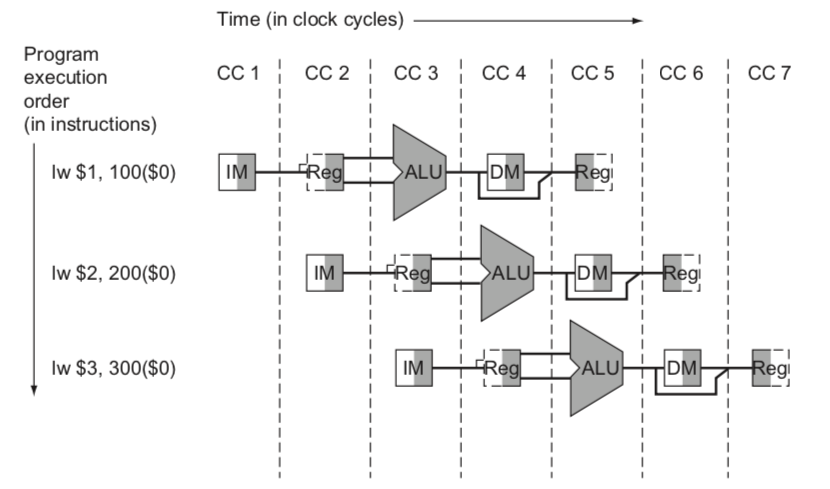 Time (in clock cycles)
Program
execution
order
(in instructions)
CC 1 CC 2 CC 3 CC 4 CC 5 CC 6 CC 7
lw $1, 100($0) IM Reg ALU DM Reg
lw $2, 200($0) IM Reg ALU DM Reg
lw $3, 300($0) IM Reg ALU DM Reg